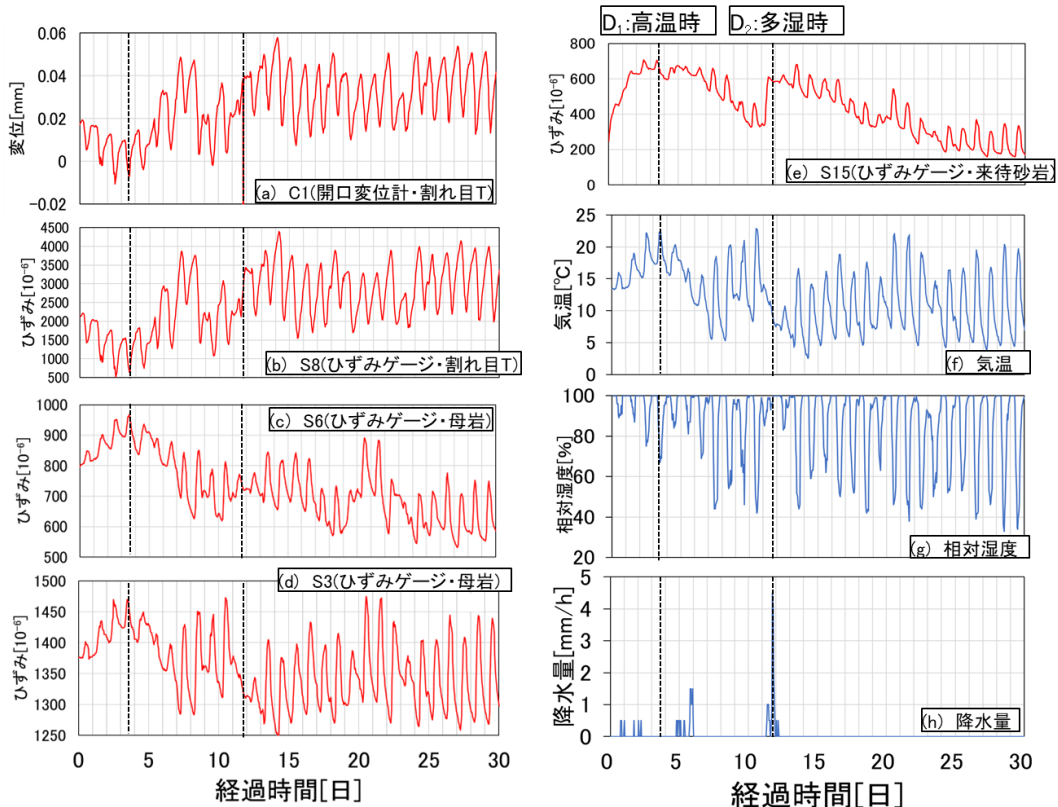 D₁:高温時 D₂:多湿時
0.06
0.04
0.02
0
-0.02
変位[mm]
(a) C1(開口変位計・割れ目T)
4500
4000
3500
3000
2500
2000
1500
1000
500
ひずみ[10⁻⁶]
(b) S8(ひずみゲージ・割れ目T)
1000
900
800
700
600
500
ひずみ[10⁻⁶]
(c) S6(ひずみゲージ・母岩)
1500
1450
1400
1350
1300
1250
ひずみ[10⁻⁶]
(d) S3(ひずみゲージ・母岩)
0 5 10 15 20 25 30
経過時間[日]
800
600
400
200
0
ひずみ[10⁻⁶]
(e) S15(ひずみゲージ・来待砂岩)
25
20
15
10
5
0
気温[℃]
(f) 気温
100
80
60
40
20
相対湿度[%]
(g) 相対湿度
5
4
3
2
1
0
降水量[mm/h]
(h) 降水量
0 5 10 15 20 25 30
経過時間[日]